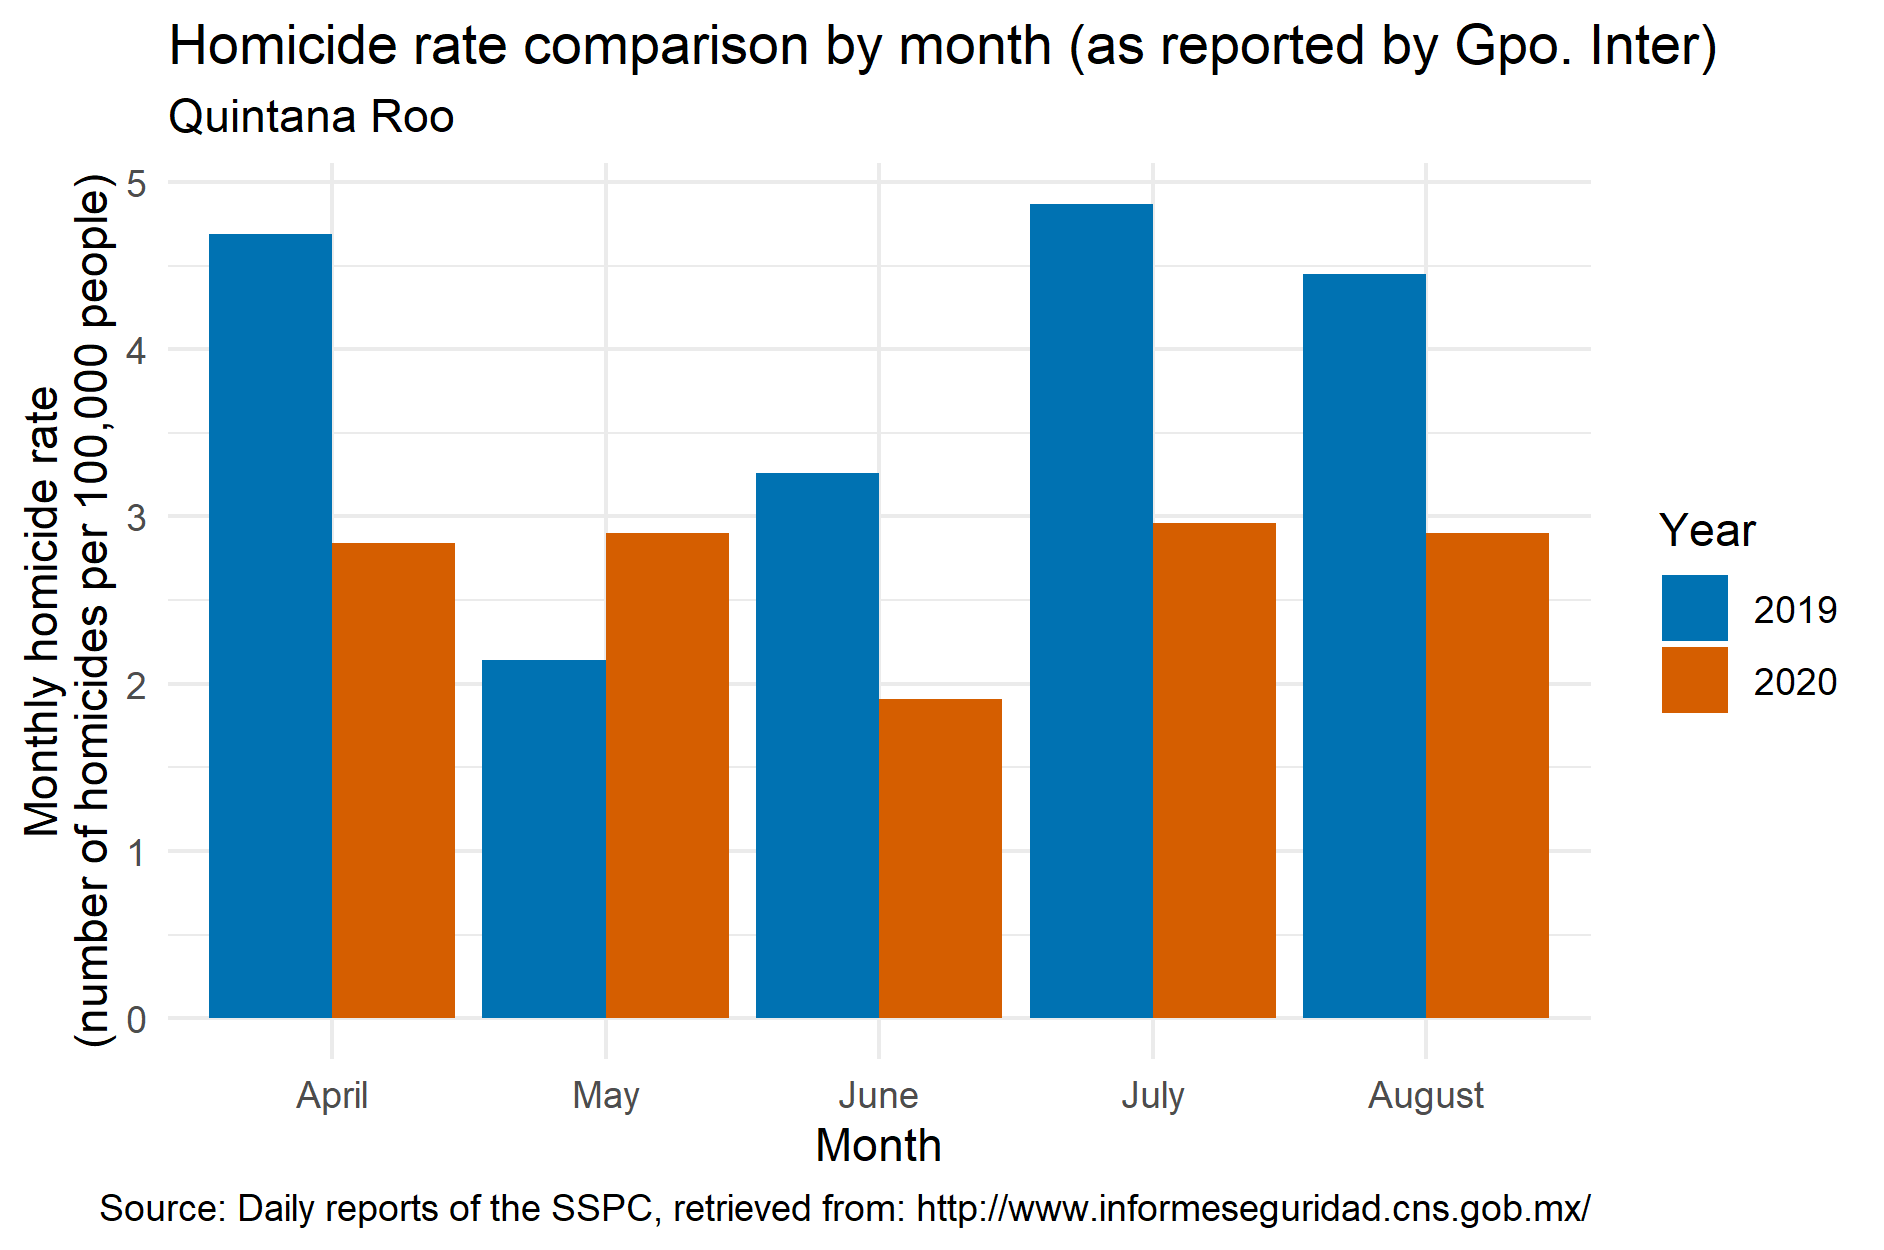 Homicide rate comparison by month (as reported by Gpo. Inter)
Quintana Roo
Monthly homicide rate
(number of homicides per 100,000 people)
5
4
3
2
1
0
April May June July August
Month
Year
2019
2020
Source: Daily reports of the SSPC, retrieved from: http://www.informeseguridad.cns.gob.mx/